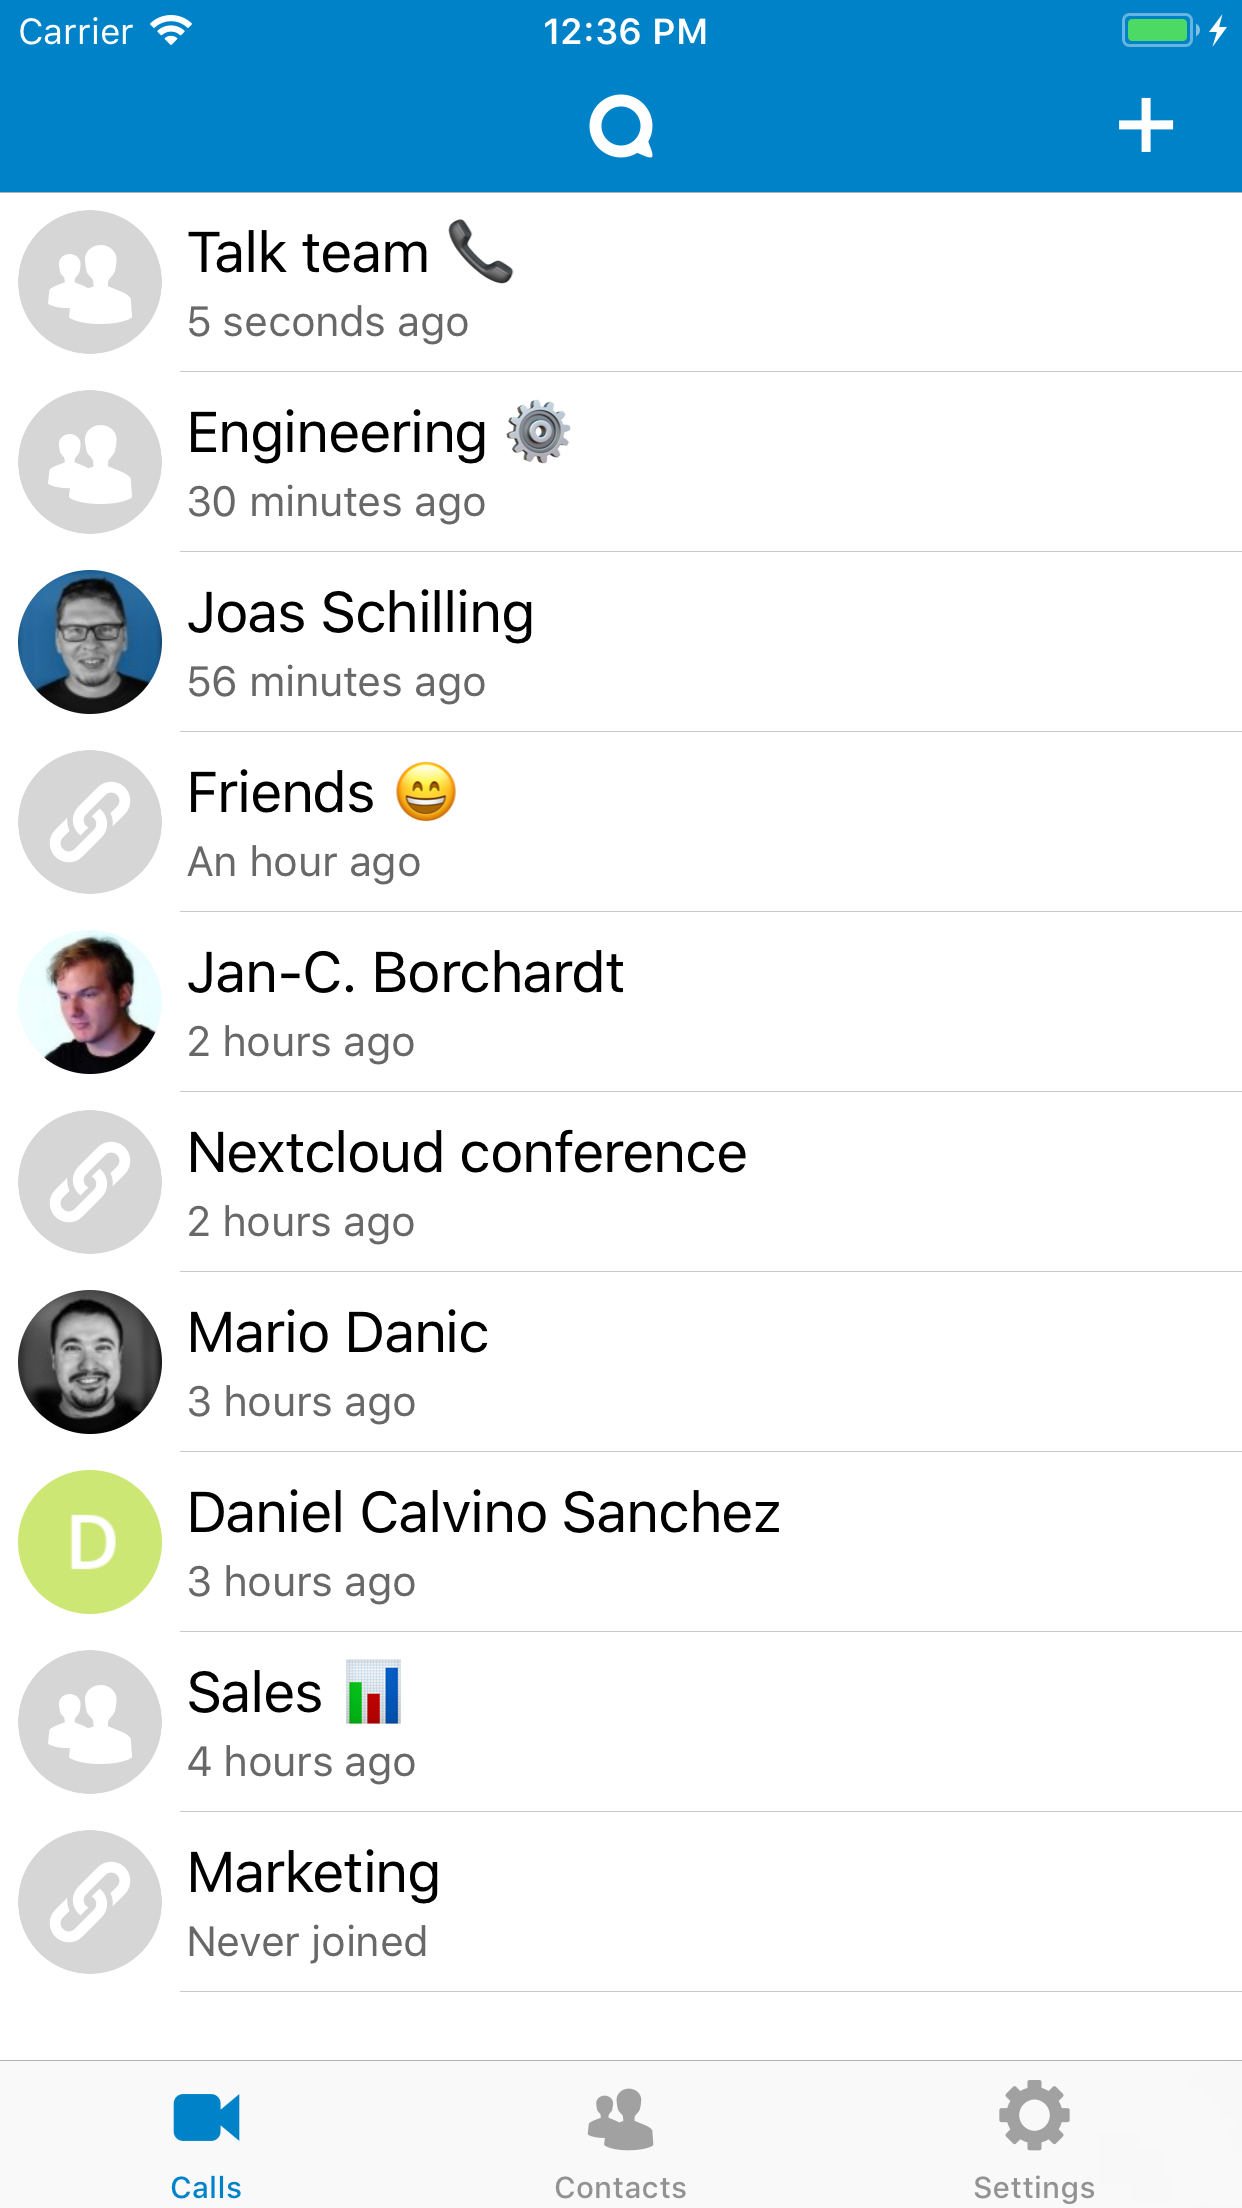 Carrier 12:36 PM
Talk team 📞
5 seconds ago
Engineering ⚙️
30 minutes ago
Joas Schilling
56 minutes ago
Friends 😄
An hour ago
Jan-C. Borchardt
2 hours ago
Nextcloud conference
2 hours ago
Mario Danic
3 hours ago
D
Daniel Calvino Sanchez
3 hours ago
Sales 📊
4 hours ago
Marketing
Never joined
Calls Contacts Settings